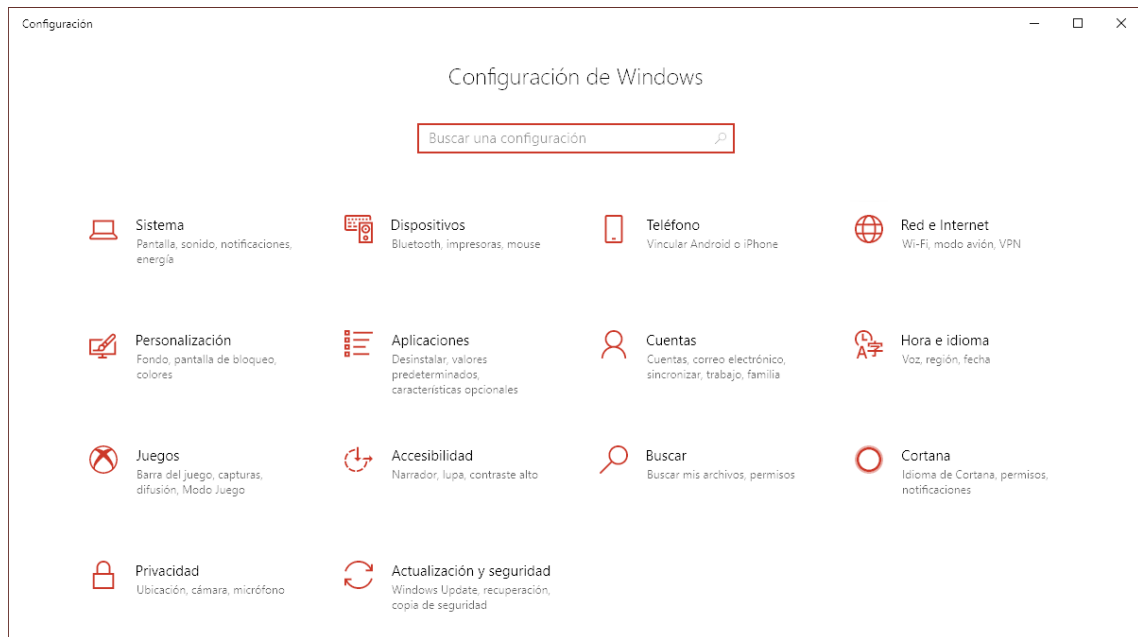 Configuración
Configuración de Windows
Buscar una configuración
Sistema
Pantalla, sonido, notificaciones,
energía
Dispositivos
Bluetooth, impresoras, mouse
Teléfono
Vincular Android o iPhone
Red e Internet
Wi-Fi, modo avión, VPN
Personalización
Fondo, pantalla de bloqueo,
colores
Aplicaciones
Desinstalar, valores
predeterminados,
características opcionales
Cuentas
Cuentas, correo electrónico,
sincronizar, trabajo, familia
Hora e idioma
Voz, región, fecha
Juegos
Barra del juego, capturas,
difusión, Modo Juego
Accesibilidad
Narrador, lupa, contraste alto
Buscar
Buscar mis archivos, permisos
Cortana
Idioma de Cortana, permisos,
notificaciones
Privacidad
Ubicación, cámara, micrófono
Actualización y seguridad
Windows Update, recuperación,
copia de seguridad